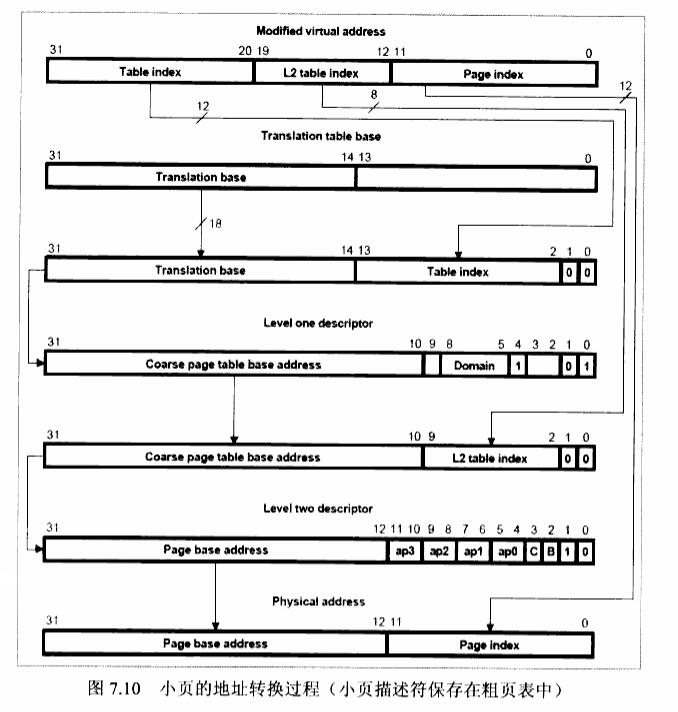 Modified virtual address
31 20 19 12 11 0
Table index L2 table index Page index
12
8
12
Translation table base
31 14 13 0
Translation base
18
31 14 13 2 1 0
Translation base Table index 0 0
Level one descriptor
31 10 9 8 5 4 3 2 1 0
Coarse page table base address Domain 1 0 1
31 10 9 2 1 0
Coarse page table base address L2 table index 0 0
Level two descriptor
31 12 11 10 9 8 7 6 5 4 3 2 1 0
Page base address ap3 ap2 ap1 ap0 C B 1 0
Physical address
31 12 11 0
Page base address Page index
图 7.10 小页的地址转换过程（小页描述符保存在粗页表中）